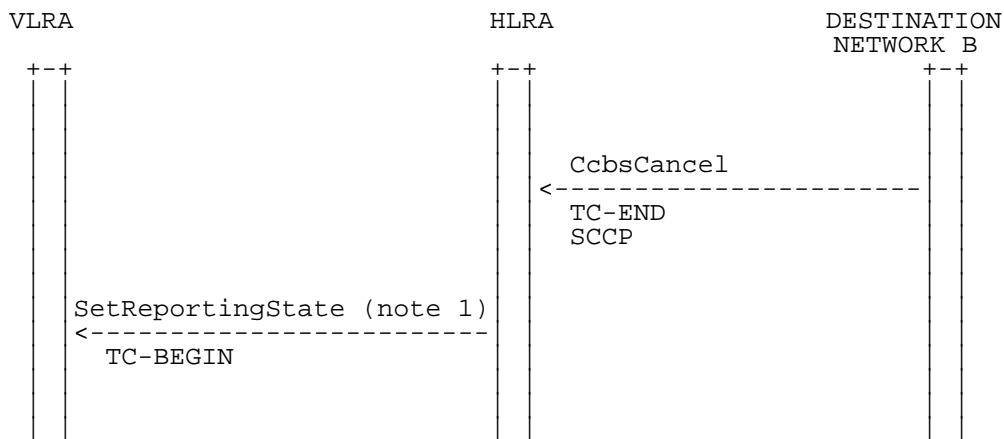 VLRA HLRA DESTINATION
NETWORK B
CcbsCancel
TC-END
SCCP
SetReportingState (note 1)
TC-BEGIN